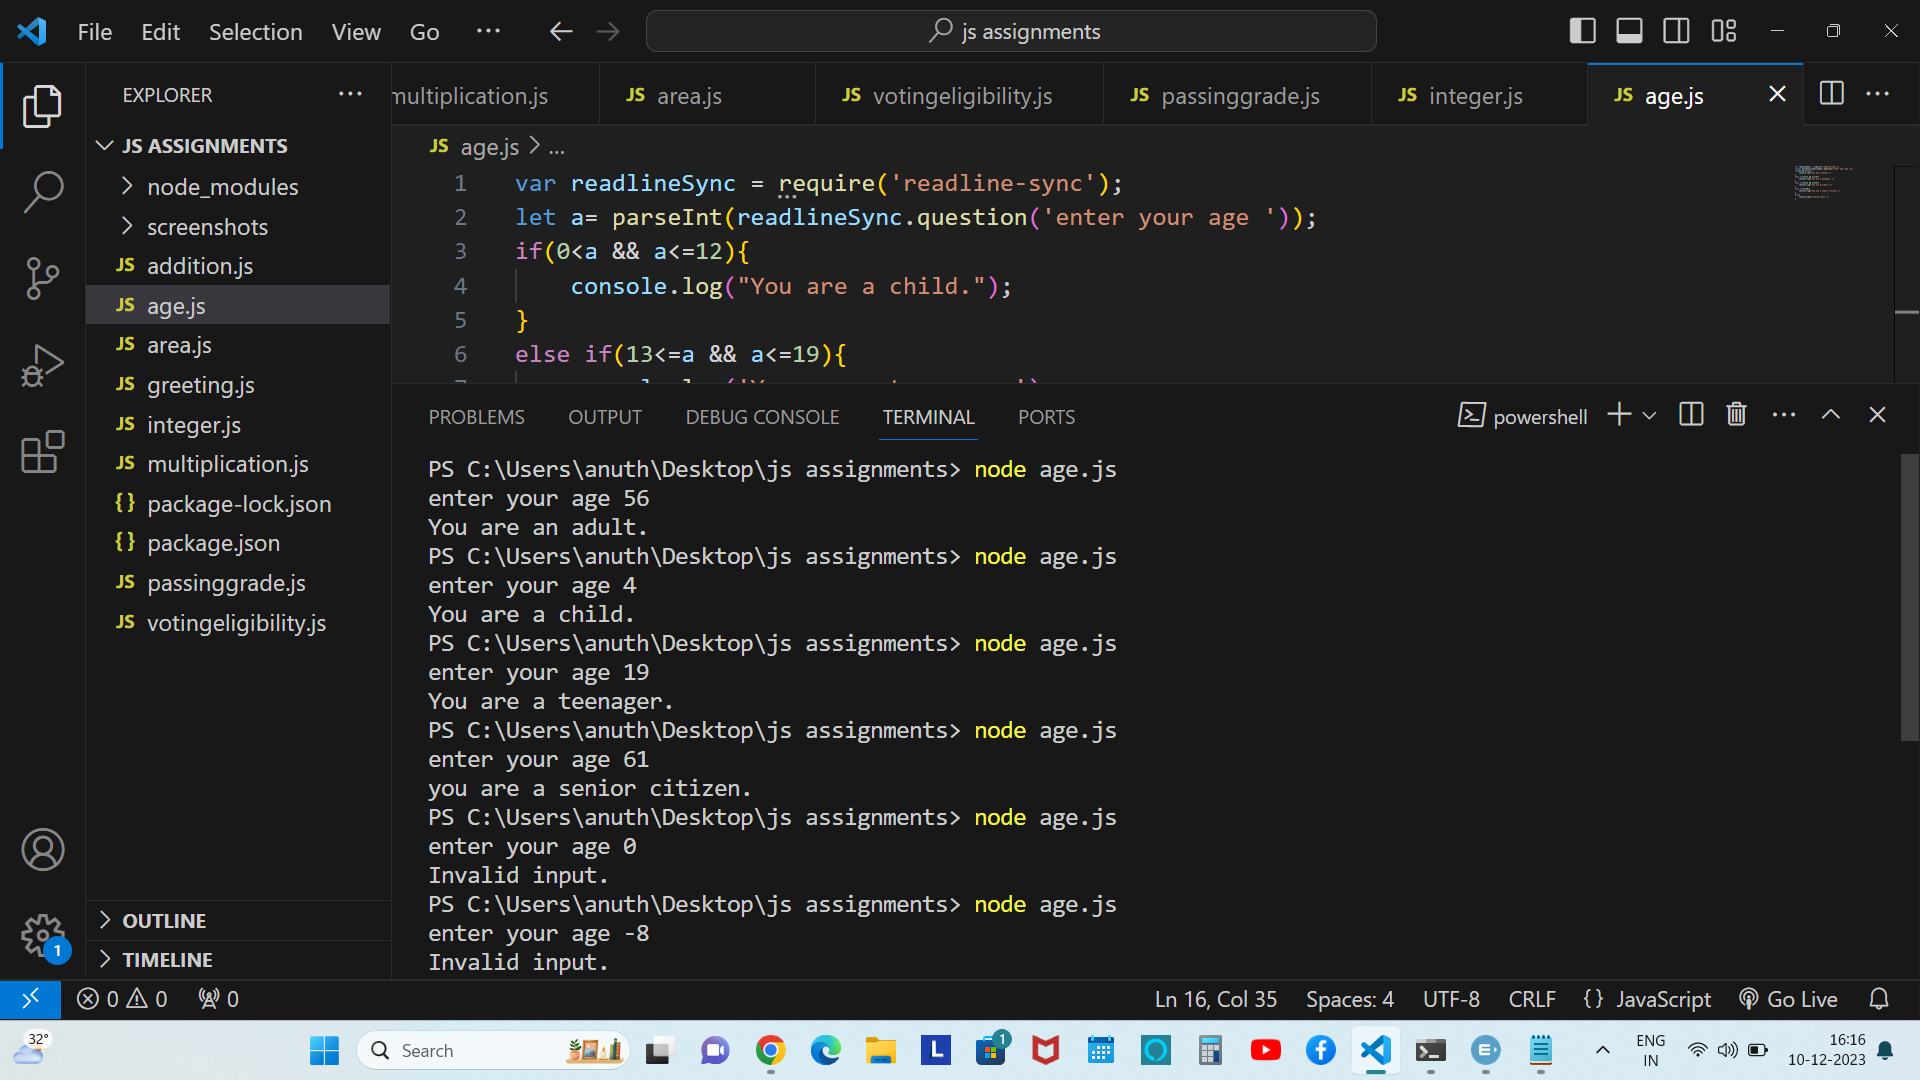 File Edit Selection View Go ··· js assignments
EXPLORER ···
multiplication.js JS area.js JS votingeligibility.js JS passinggrade.js JS integer.js JS age.js ···
JS ASSIGNMENTS
node_modules
screenshots
JS addition.js
JS age.js
JS area.js
JS greeting.js
JS integer.js
JS multiplication.js
{} package-lock.json
{} package.json
JS passinggrade.js
JS votingeligibility.js
OUTLINE
TIMELINE
1
JS age.js > ...
1 var readlineSync = require('readline-sync');
2 let a= parseInt(readlineSync.question('enter your age '));
3 if(0<a && a<=12){
4 console.log("You are a child.");
5 }
6 else if(13<=a && a<=19){
PROBLEMS OUTPUT DEBUG CONSOLE TERMINAL PORTS powershell ···
PS C:\Users\anuth\Desktop\js assignments> node age.js
enter your age 56
You are an adult.
PS C:\Users\anuth\Desktop\js assignments> node age.js
enter your age 4
You are a child.
PS C:\Users\anuth\Desktop\js assignments> node age.js
enter your age 19
You are a teenager.
PS C:\Users\anuth\Desktop\js assignments> node age.js
enter your age 61
you are a senior citizen.
PS C:\Users\anuth\Desktop\js assignments> node age.js
enter your age 0
Invalid input.
PS C:\Users\anuth\Desktop\js assignments> node age.js
enter your age -8
Invalid input.
0 0 0 Ln 16, Col 35 Spaces: 4 UTF-8 CRLF {} JavaScript Go Live
32° Search L 1 ENG 16:16
IN 10-12-2023